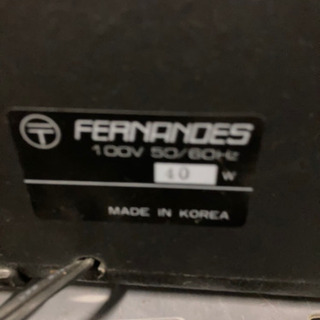 FERNANDES
100V 50/60Hz
40 W
MADE IN KOREA